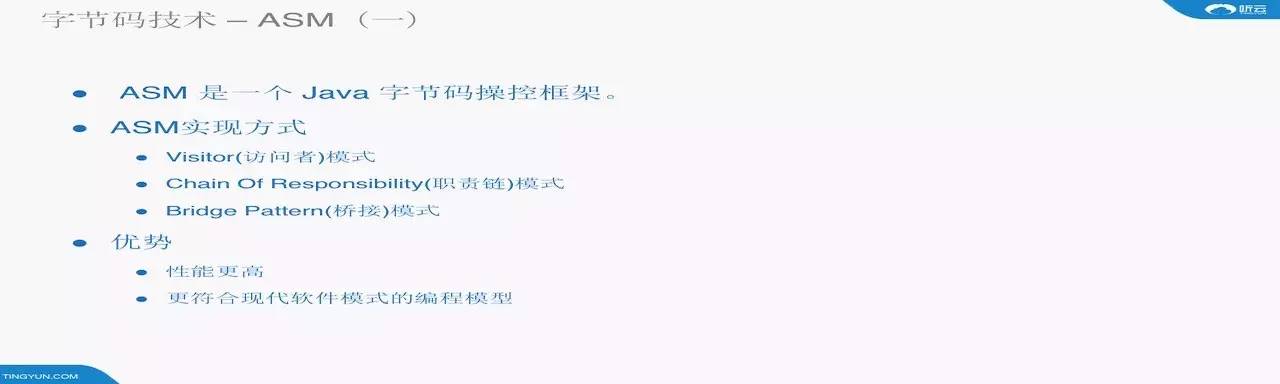 字节码技术 – ASM（一）
听云
● ASM 是一个 Java 字节码操控框架。
● ASM实现方式
● Visitor(访问者)模式
● Chain Of Responsibility(职责链)模式
● Bridge Pattern(桥接)模式
● 优势
● 性能更高
● 更符合现代软件模式的编程模型
TINGYUN.COM